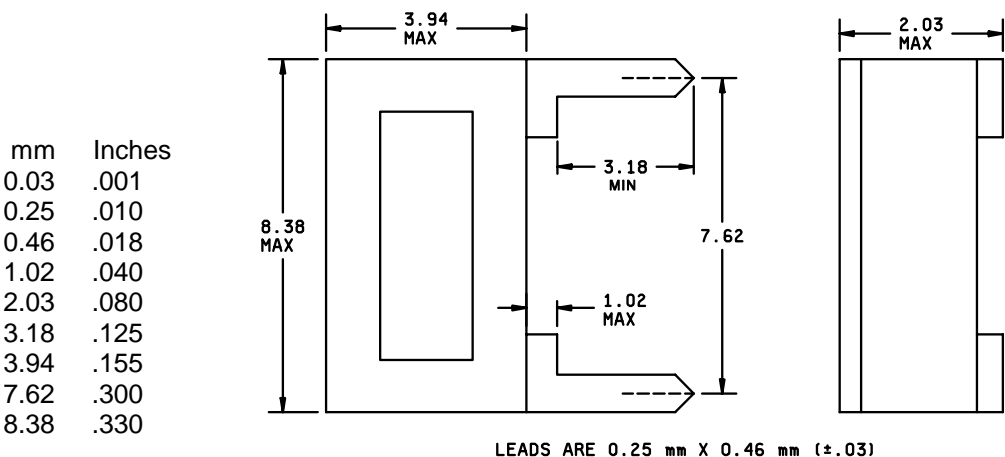 mm Inches
0.03 .001
0.25 .010
0.46 .018
1.02 .040
2.03 .080
3.18 .125
3.94 .155
7.62 .300
8.38 .330
3.94
MAX
2.03
MAX
3.18
MIN
8.38
MAX
7.62
1.02
MAX
LEADS ARE 0.25 mm X 0.46 mm (±.03)